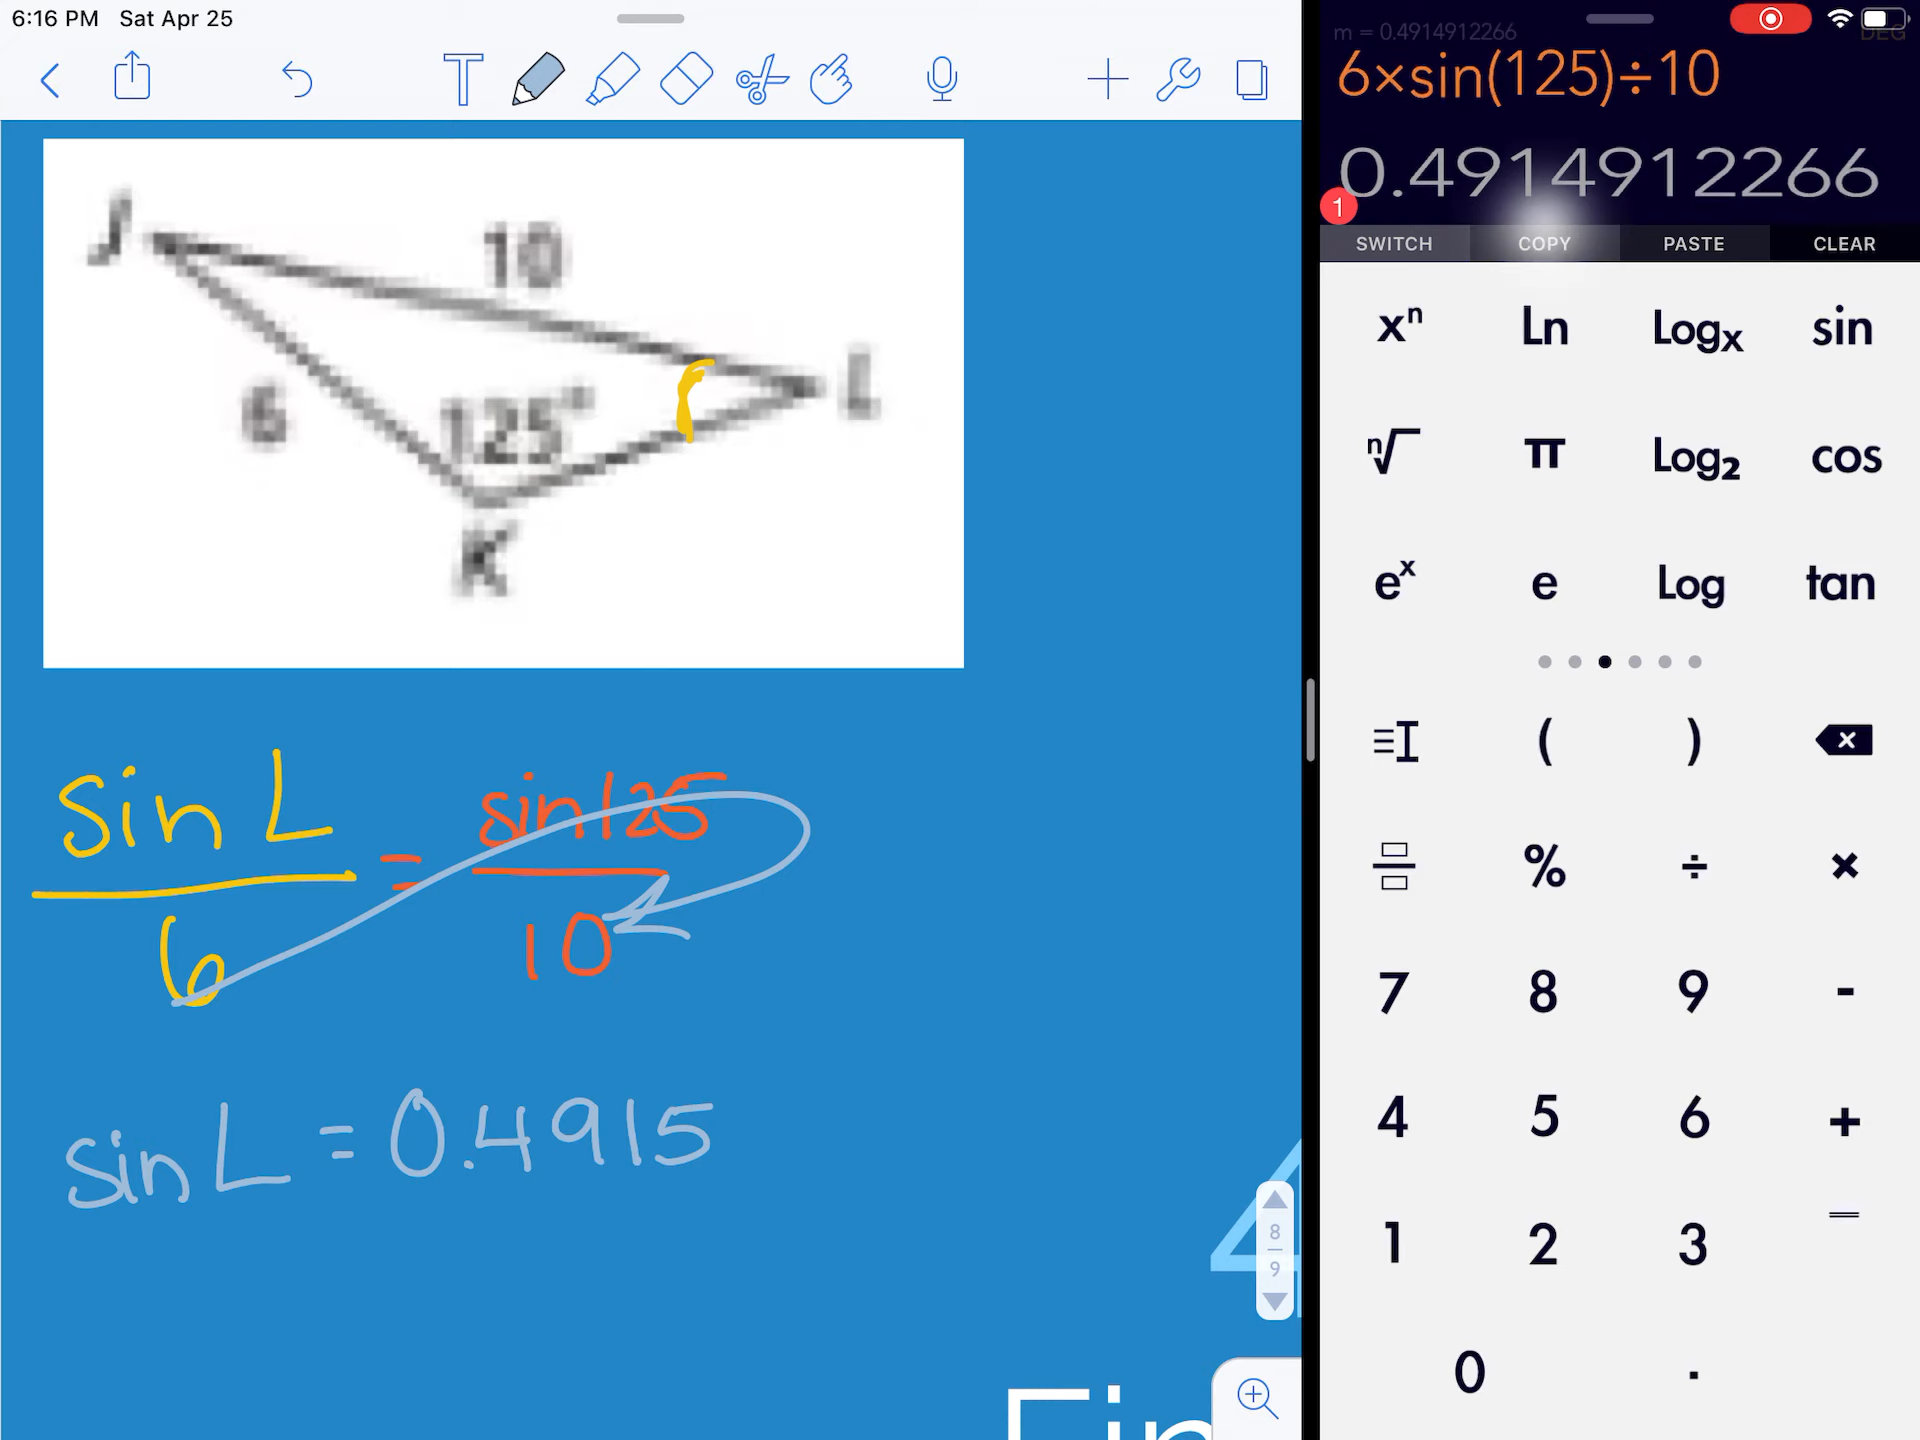 6:16 PM Sat Apr 25
J
10
L
6
125°
K
sin L / 6 = sin125 / 10
sin L = 0.4915
4
8
9
Fin
m = 0.4914912266
DEG
6×sin(125)÷10
0.4914912266
1
SWITCH COPY PASTE CLEAR
xⁿ Ln Logx sin
ⁿ√ π Log₂ cos
eˣ e Log tan
( )
% ÷ ×
7 8 9 -
4 5 6 +
1 2 3 =
0 .